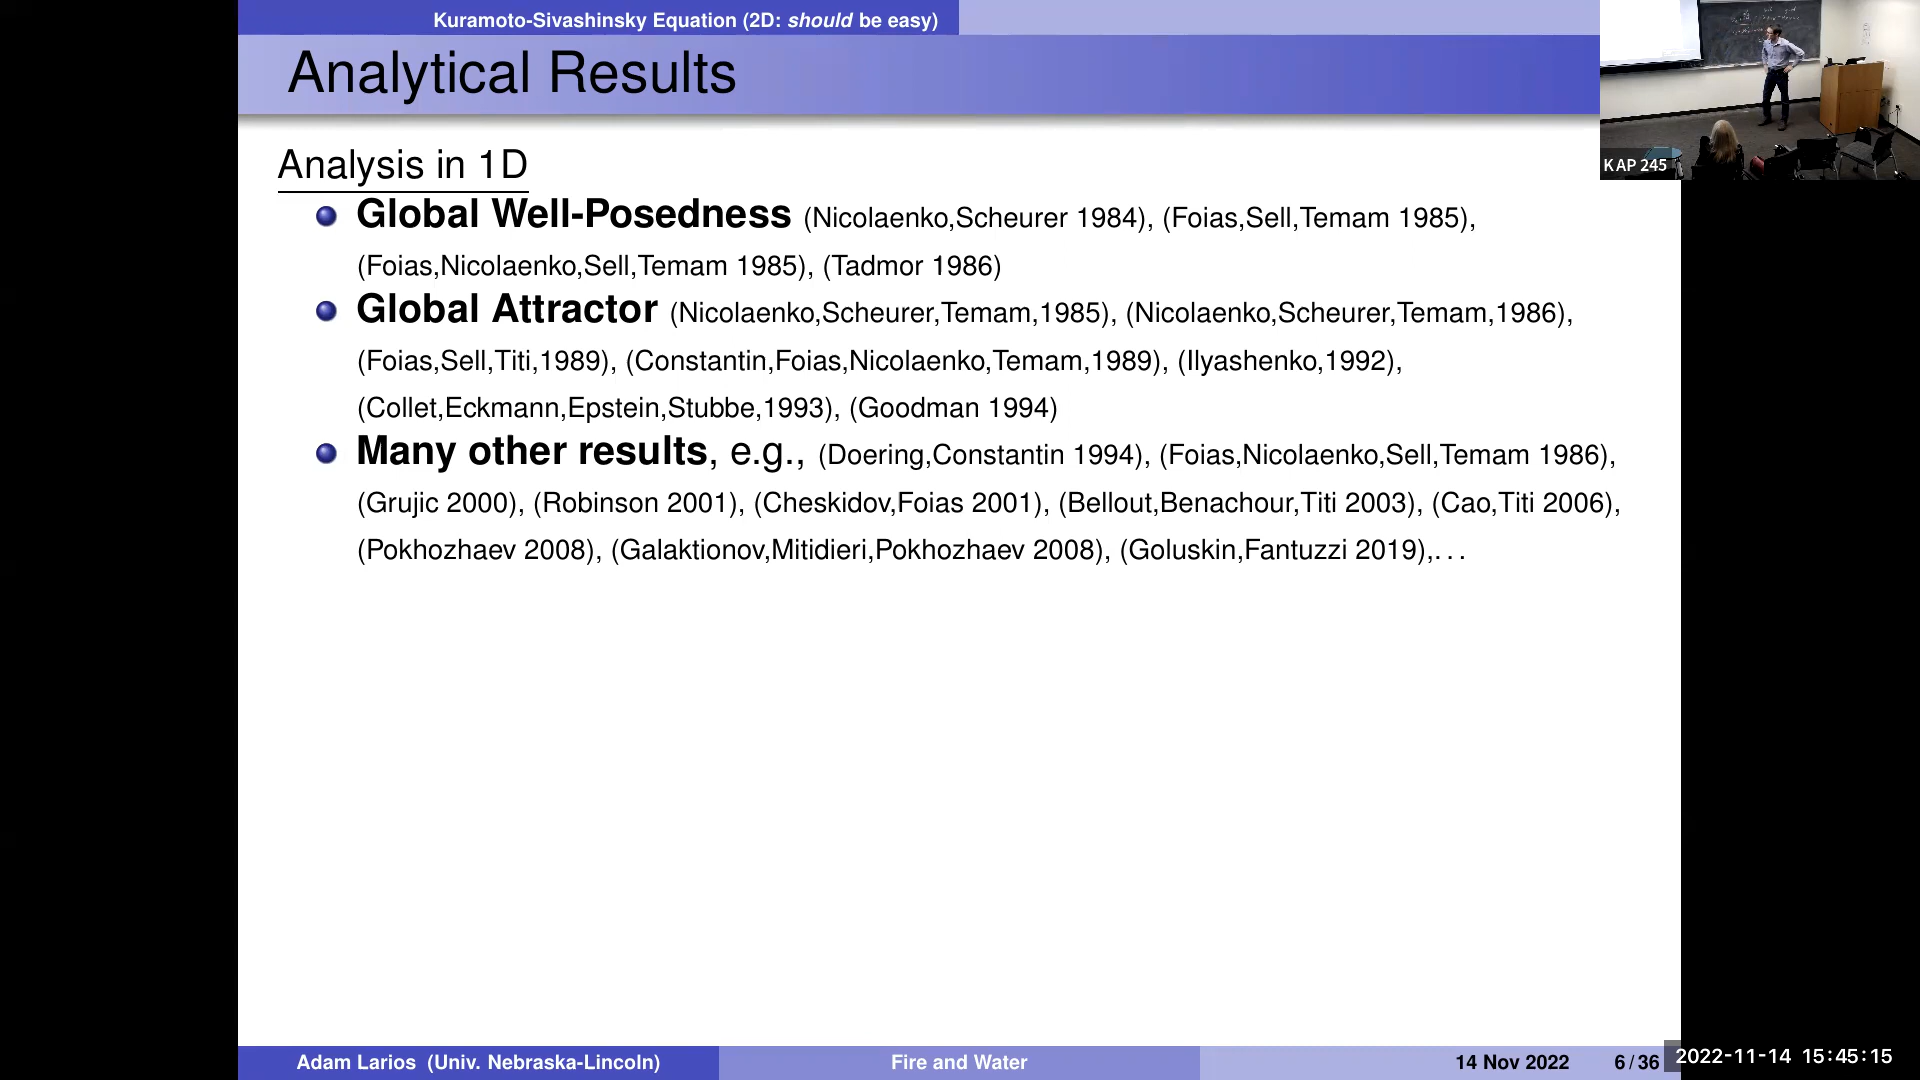 Kuramoto-Sivashinsky Equation (2D: should be easy)
Analytical Results
KAP 245
Analysis in 1D
Global Well-Posedness (Nicolaenko,Scheurer 1984), (Foias,Sell,Temam 1985),
(Foias,Nicolaenko,Sell,Temam 1985), (Tadmor 1986)
Global Attractor (Nicolaenko,Scheurer,Temam,1985), (Nicolaenko,Scheurer,Temam,1986),
(Foias,Sell,Titi,1989), (Constantin,Foias,Nicolaenko,Temam,1989), (Ilyashenko,1992),
(Collet,Eckmann,Epstein,Stubbe,1993), (Goodman 1994)
Many other results, e.g., (Doering,Constantin 1994), (Foias,Nicolaenko,Sell,Temam 1986),
(Grujic 2000), (Robinson 2001), (Cheskidov,Foias 2001), (Bellout,Benachour,Titi 2003), (Cao,Titi 2006),
(Pokhozhaev 2008), (Galaktionov,Mitidieri,Pokhozhaev 2008), (Goluskin,Fantuzzi 2019),...
Adam Larios (Univ. Nebraska-Lincoln)
Fire and Water
14 Nov 2022
6 / 36
2022-11-14 15:45:15